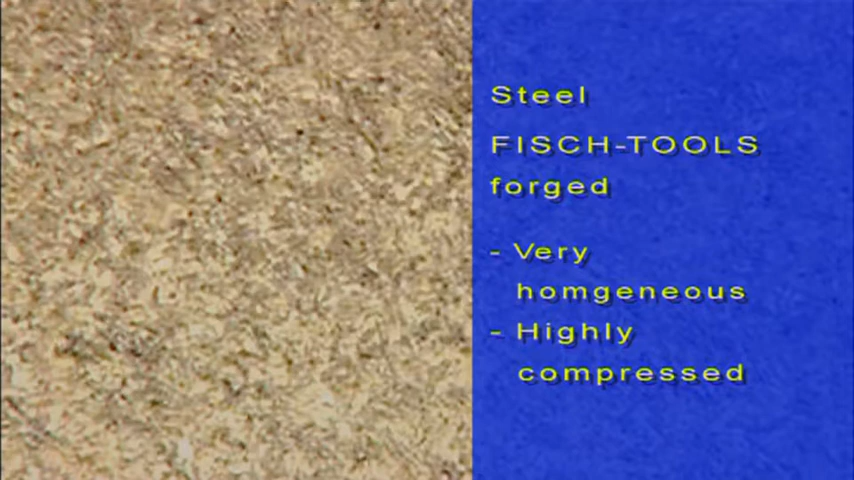 Steel
FISCH-TOOLS
forged
- Very
homgeneous
- Highly
compressed